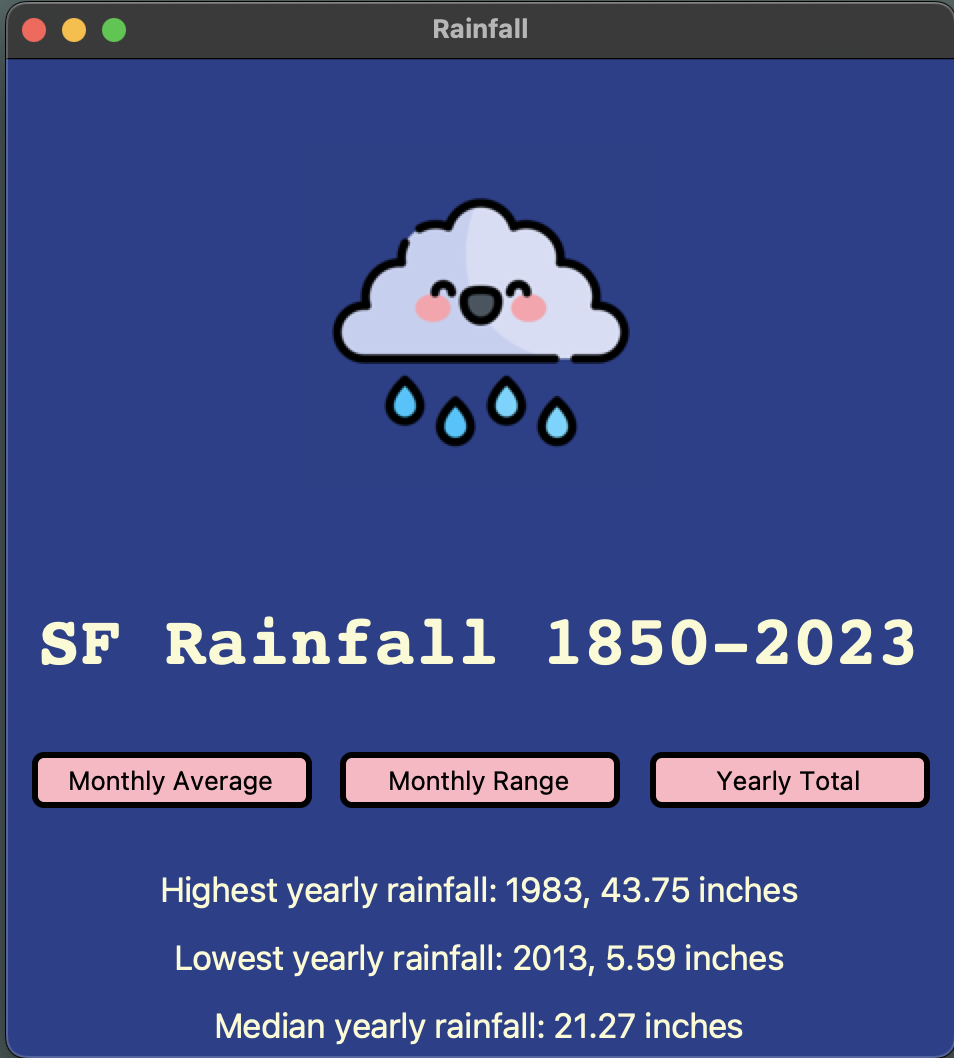 Rainfall
SF Rainfall 1850-2023
Monthly Average
Monthly Range
Yearly Total
Highest yearly rainfall: 1983, 43.75 inches
Lowest yearly rainfall: 2013, 5.59 inches
Median yearly rainfall: 21.27 inches